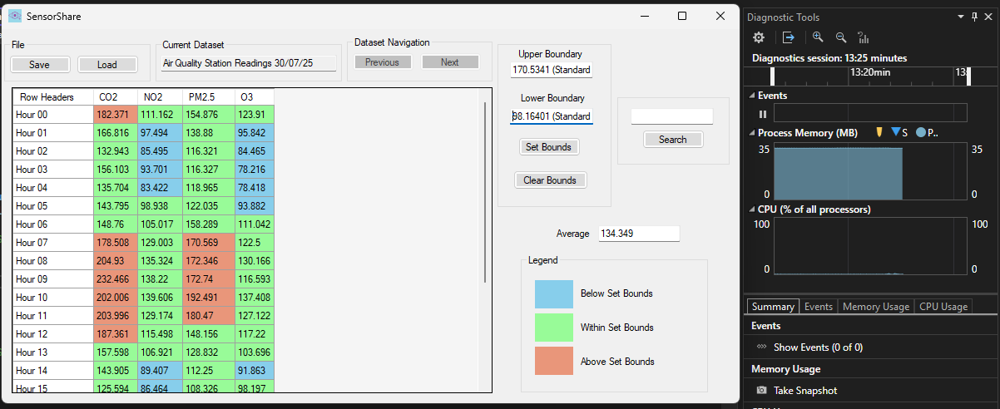 SensorShare
File
Save
Load
Current Dataset
Air Quality Station Readings 30/07/25
Dataset Navigation
Previous
Next
Row Headers CO2 NO2 PM2.5 O3
Hour 00 182.371 111.162 154.876 123.91
Hour 01 166.816 97.494 138.88 95.842
Hour 02 132.943 85.495 116.321 84.465
Hour 03 156.103 93.701 116.327 78.216
Hour 04 135.704 83.422 118.965 78.418
Hour 05 143.795 98.938 122.035 93.882
Hour 06 148.76 105.017 158.289 111.042
Hour 07 178.508 129.003 170.569 122.5
Hour 08 204.93 135.324 172.346 130.166
Hour 09 232.466 138.22 172.74 116.593
Hour 10 202.006 139.606 192.491 137.408
Hour 11 203.996 129.174 180.47 127.122
Hour 12 187.361 115.498 148.156 117.22
Hour 13 157.598 106.921 128.832 103.696
Hour 14 143.905 89.407 112.25 91.863
Hour 15 125.594 86.464 108.326 98.197
Upper Boundary
170.5341 (Standard
Lower Boundary
98.16401 (Standard
Set Bounds
Clear Bounds
Search
Average 134.349
Legend
Below Set Bounds
Within Set Bounds
Above Set Bounds
Diagnostic Tools
Diagnostics session: 13:25 minutes
13:20min 13:
Events
Process Memory (MB) S P..
35 35
0 0
CPU (% of all processors)
100 100
0 0
Summary Events Memory Usage CPU Usage
Events
Show Events (0 of 0)
Memory Usage
Take Snapshot